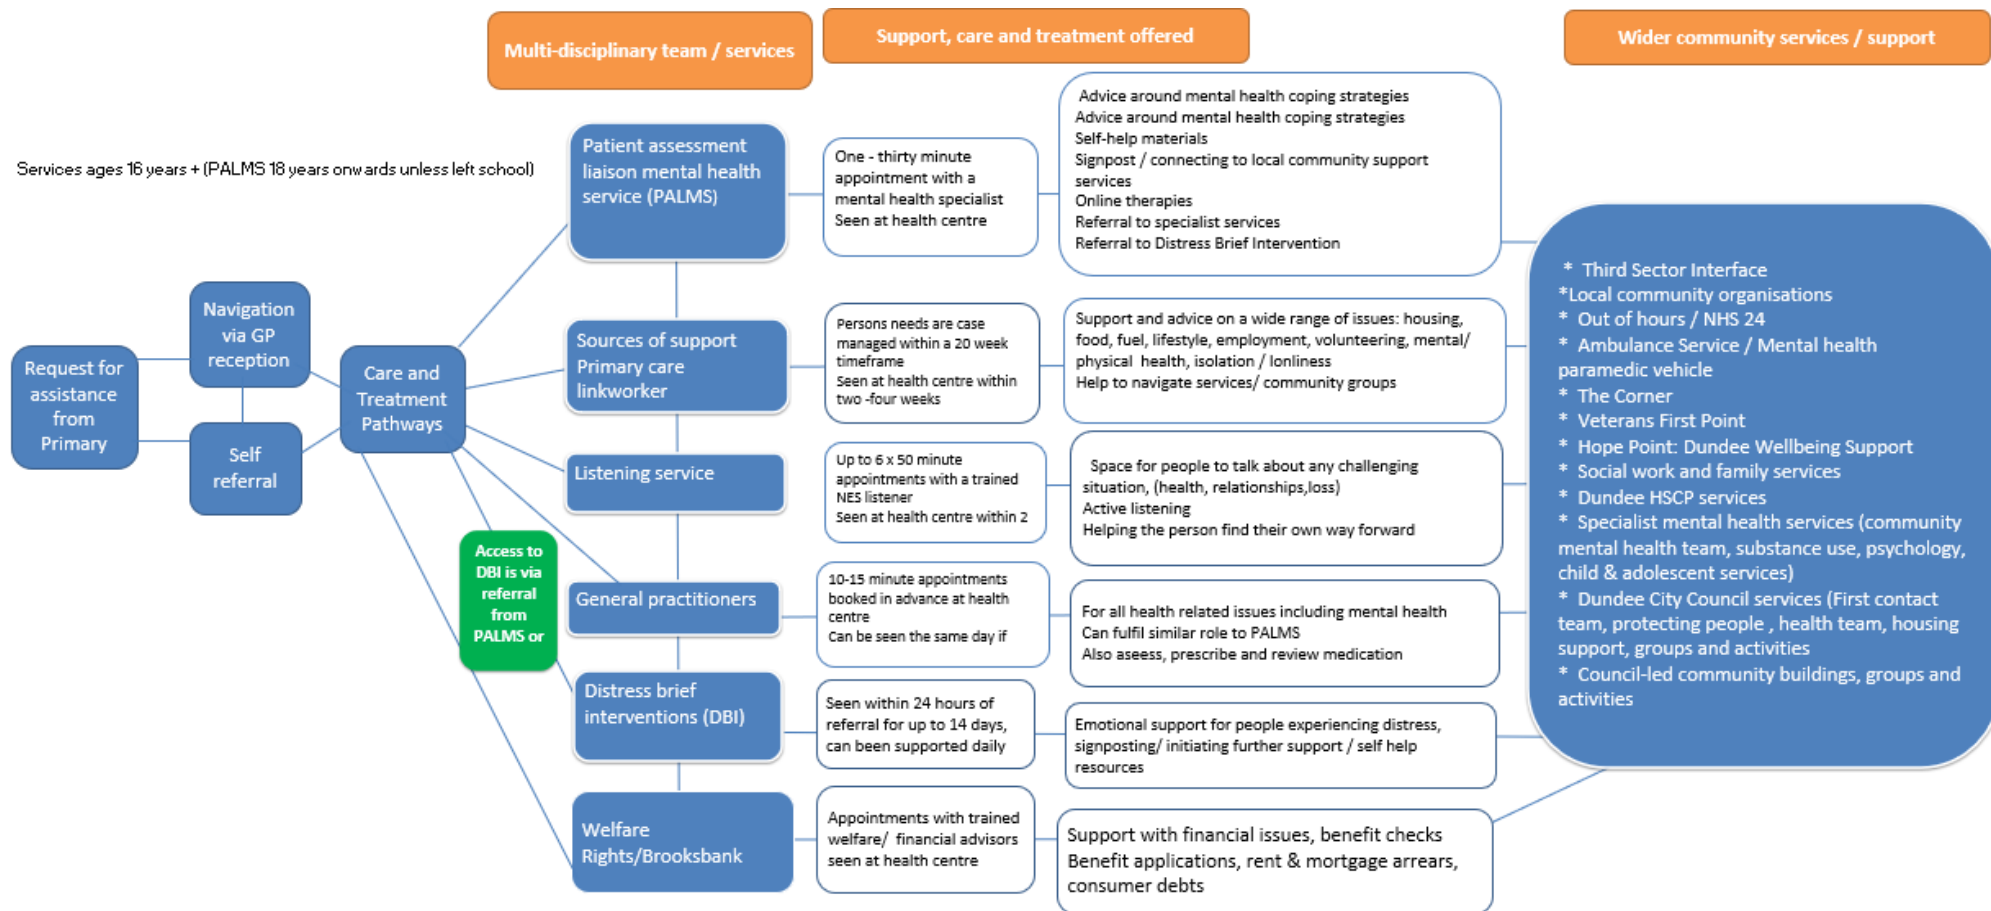 Multi-disciplinary team / services
Support, care and treatment offered
Wider community services / support
Services ages 16 years + (PALMS 18 years onwards unless left school)
Request for
assistance
from
Primary
Navigation
via GP
reception
Self
referral
Care and
Treatment
Pathways
Access to
DBI is via
referral
from
PALMS or
Patient assessment
liaison mental health
service (PALMS)
One - thirty minute
appointment with a
mental health specialist
Seen at health centre
Advice around mental health coping strategies
Advice around mental health coping strategies
Self-help materials
Signpost / connecting to local community support
services
Online therapies
Referral to specialist services
Referral to Distress Brief Intervention
Sources of support
Primary care
linkworker
Persons needs are case
managed within a 20 week
timeframe
Seen at health centre within
two -four weeks
Support and advice on a wide range of issues: housing,
food, fuel, lifestyle, employment, volunteering, mental/
physical health, isolation / lonliness
Help to navigate services/ community groups
Listening service
Up to 6 x 50 minute
appointments with a trained
NES listener
Seen at health centre within 2
Space for people to talk about any challenging
situation, (health, relationships,loss)
Active listening
Helping the person find their own way forward
General practitioners
10-15 minute appointments
booked in advance at health
centre
Can be seen the same day if
For all health related issues including mental health
Can fulfil similar role to PALMS
Also aseess, prescribe and review medication
Distress brief
interventions (DBI)
Seen within 24 hours of
referral for up to 14 days,
can been supported daily
Emotional support for people experiencing distress,
signposting/ initiating further support / self help
resources
Welfare
Rights/Brooksbank
Appointments with trained
welfare/ financial advisors
seen at health centre
Support with financial issues, benefit checks
Benefit applications, rent & mortgage arrears,
consumer debts
* Third Sector Interface
*Local community organisations
* Out of hours / NHS 24
* Ambulance Service / Mental health
paramedic vehicle
* The Corner
* Veterans First Point
* Hope Point: Dundee Wellbeing Support
* Social work and family services
* Dundee HSCP services
* Specialist mental health services (community
mental health team, substance use, psychology,
child & adolescent services)
* Dundee City Council services (First contact
team, protecting people , health team, housing
support, groups and activities
* Council-led community buildings, groups and
activities